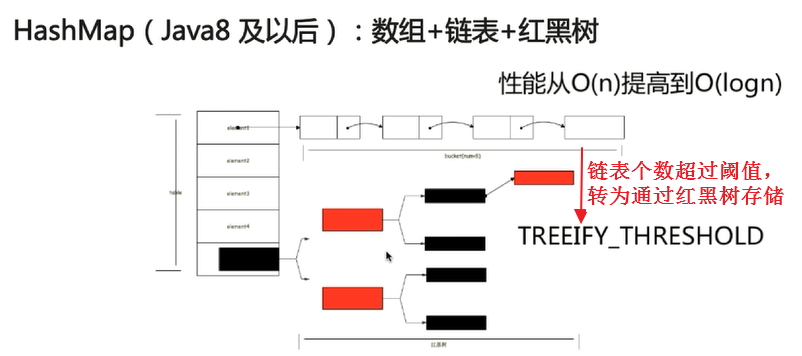 HashMap（Java8 及以后）：数组+链表+红黑树
性能从O(n)提高到O(logn)
element1
element2
element3
element4
table
bucket(num=8)
链表个数超过阈值，
转为通过红黑树存储
TREEIFY_THRESHOLD
红黑树